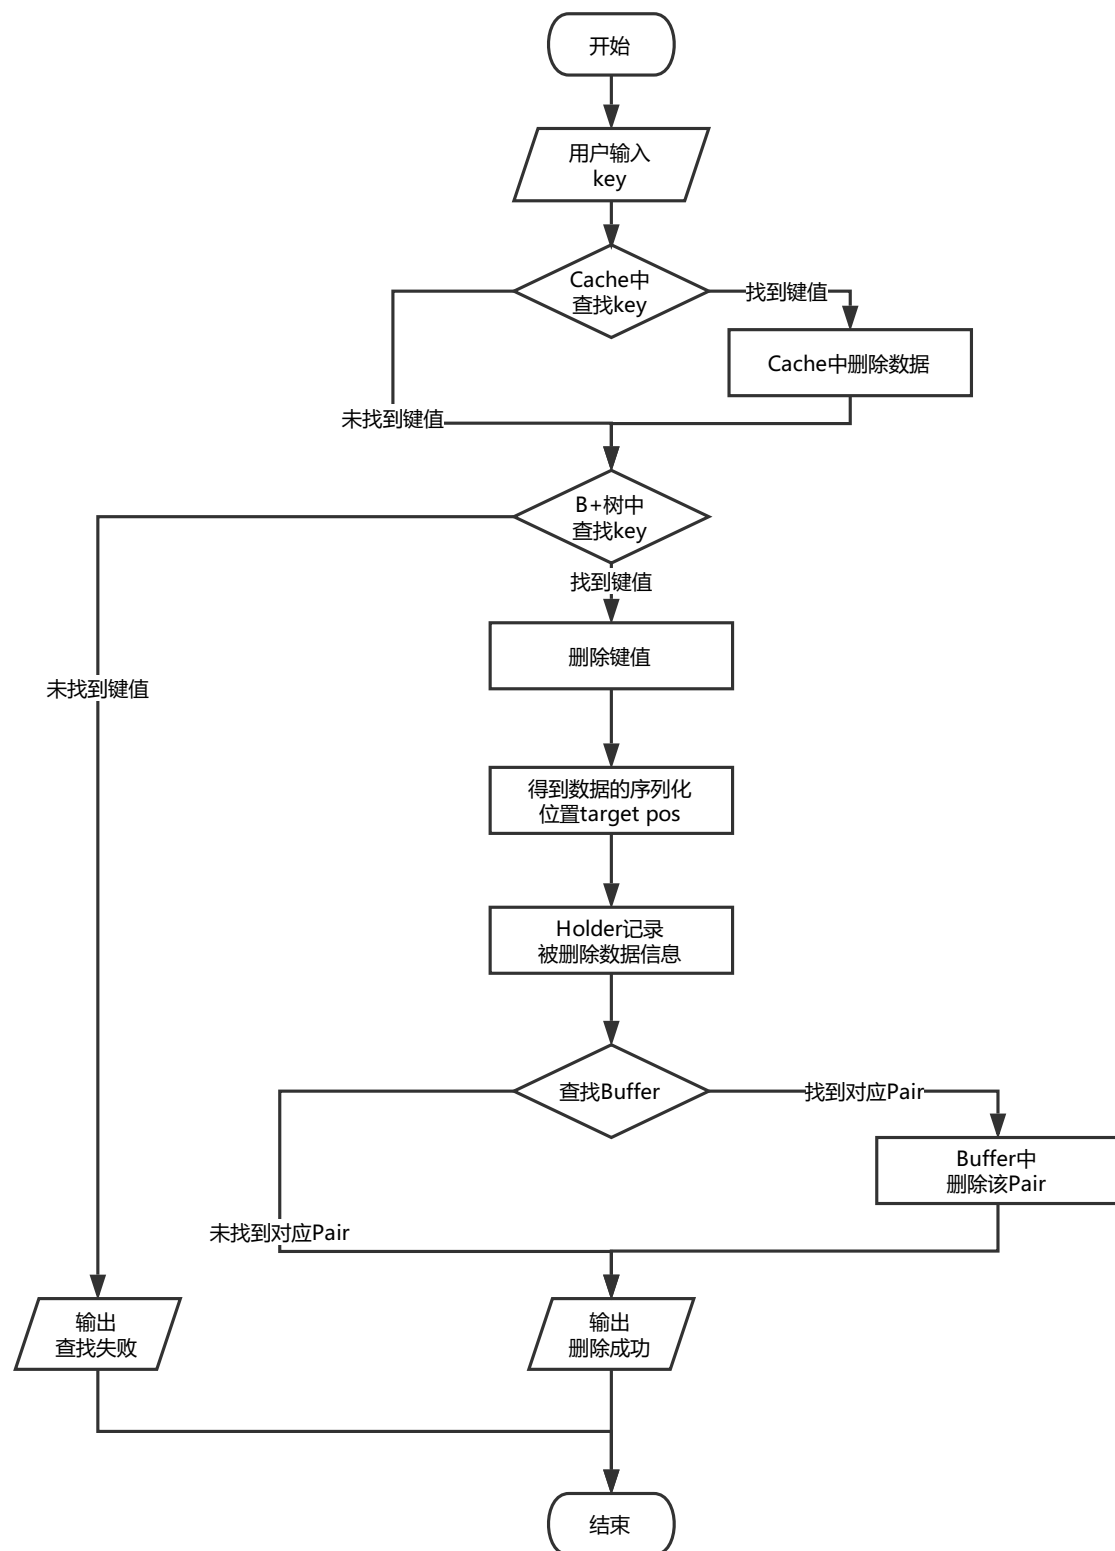 开始
用户输入
key
Cache中
查找key
找到键值
Cache中删除数据
未找到键值
B+树中
查找key
找到键值
删除键值
未找到键值
得到数据的序列化
位置target pos
Holder记录
被删除数据信息
查找Buffer
找到对应Pair
Buffer中
删除该Pair
未找到对应Pair
输出
查找失败
输出
删除成功
结束